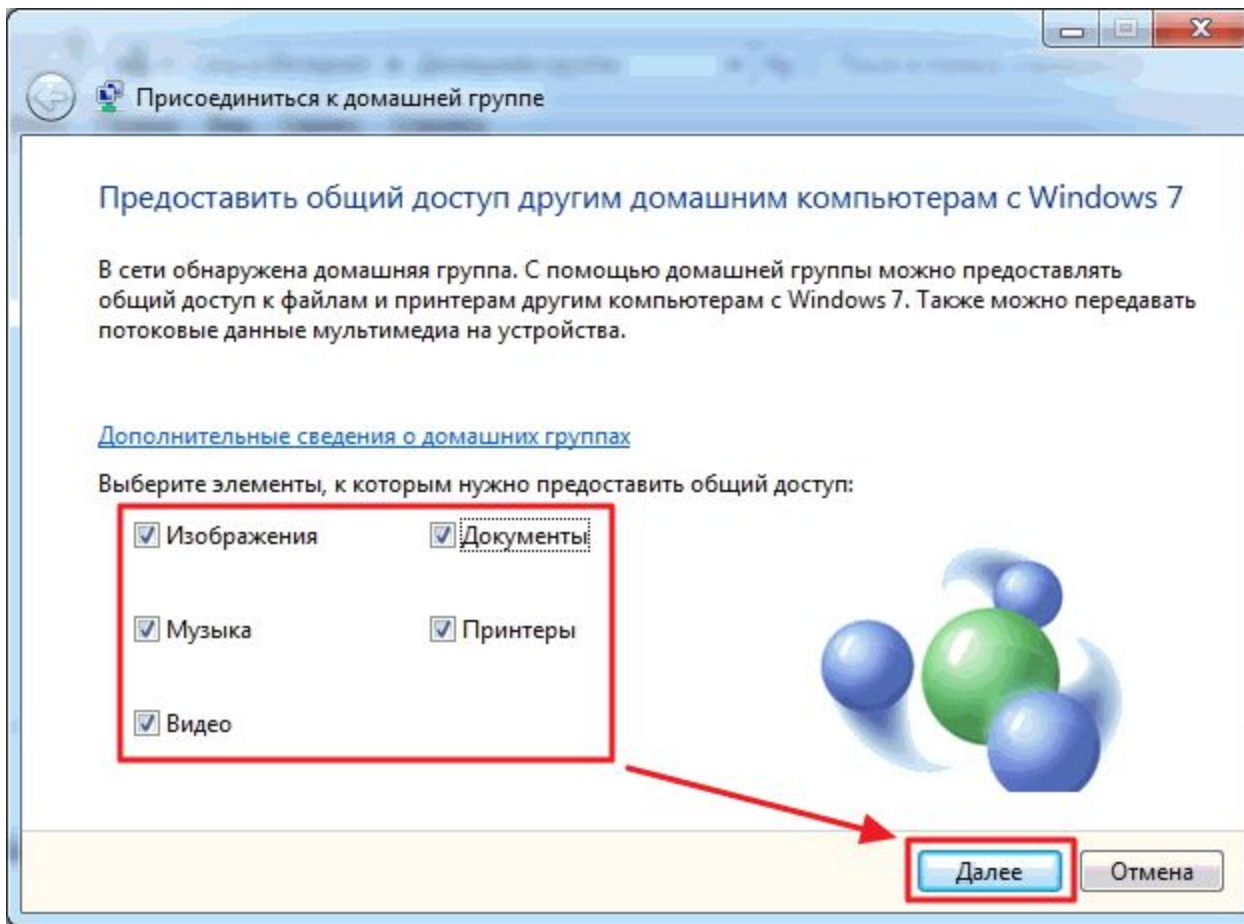 Присоединиться к домашней группе
Предоставить общий доступ другим домашним компьютерам с Windows 7
В сети обнаружена домашняя группа. С помощью домашней группы можно предоставлять
общий доступ к файлам и принтерам другим компьютерам с Windows 7. Также можно передавать
потоковые данные мультимедиа на устройства.
Дополнительные сведения о домашних группах
Выберите элементы, к которым нужно предоставить общий доступ:
Изображения Документы
Музыка Принтеры
Видео
Далее Отмена